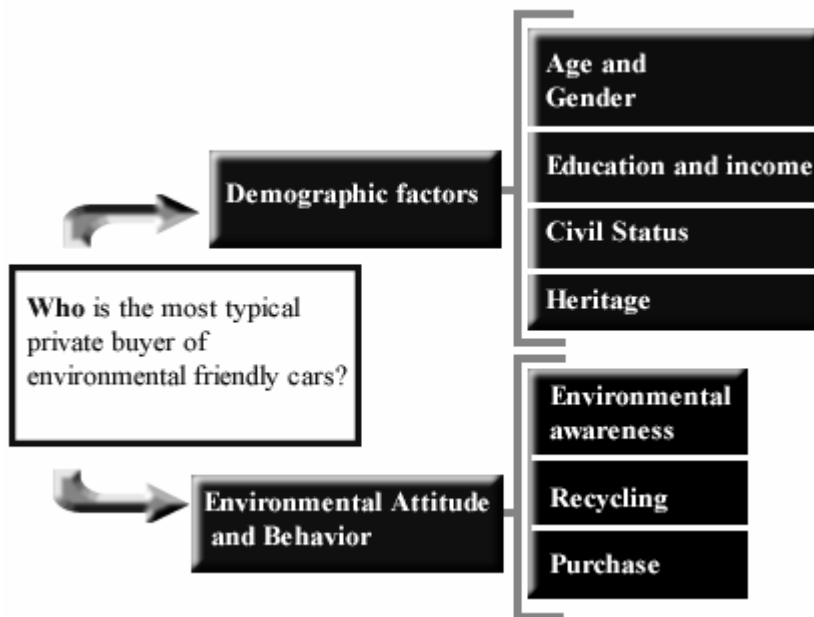 Who is the most typical
private buyer of
environmental friendly cars?
Demographic factors
Age and
Gender
Education and income
Civil Status
Heritage
Environmental Attitude
and Behavior
Environmental
awareness
Recycling
Purchase